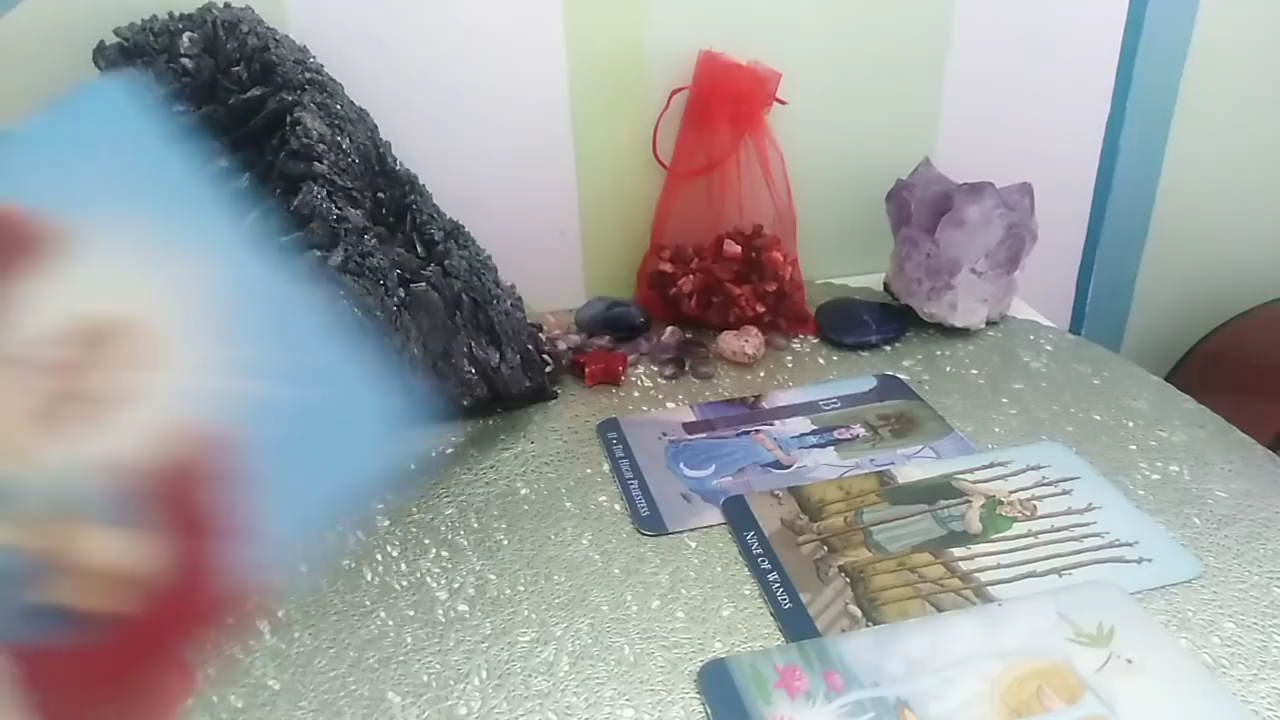 B
II • THE HIGH PRIESTESS
NINE OF WANDS